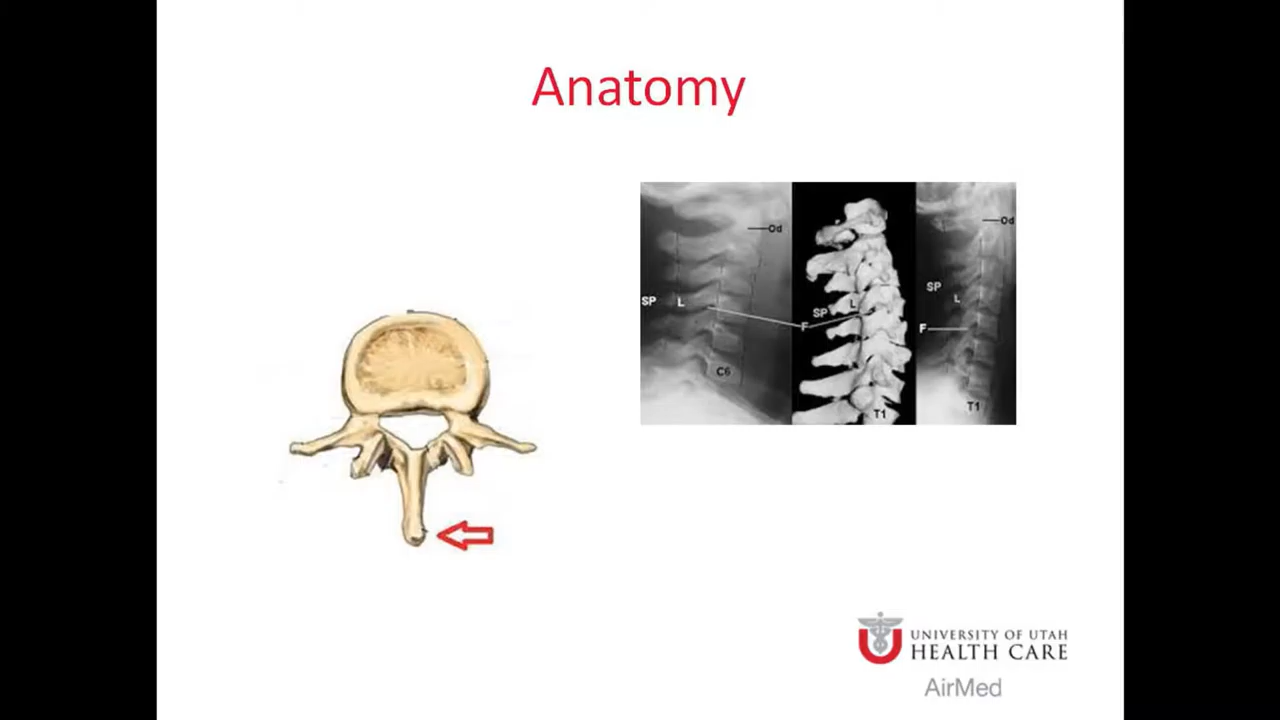 Anatomy
Od
SP
L
F
C6
SP
L
T1
Od
SP
L
F
T1
UNIVERSITY OF UTAH
HEALTH CARE
AirMed